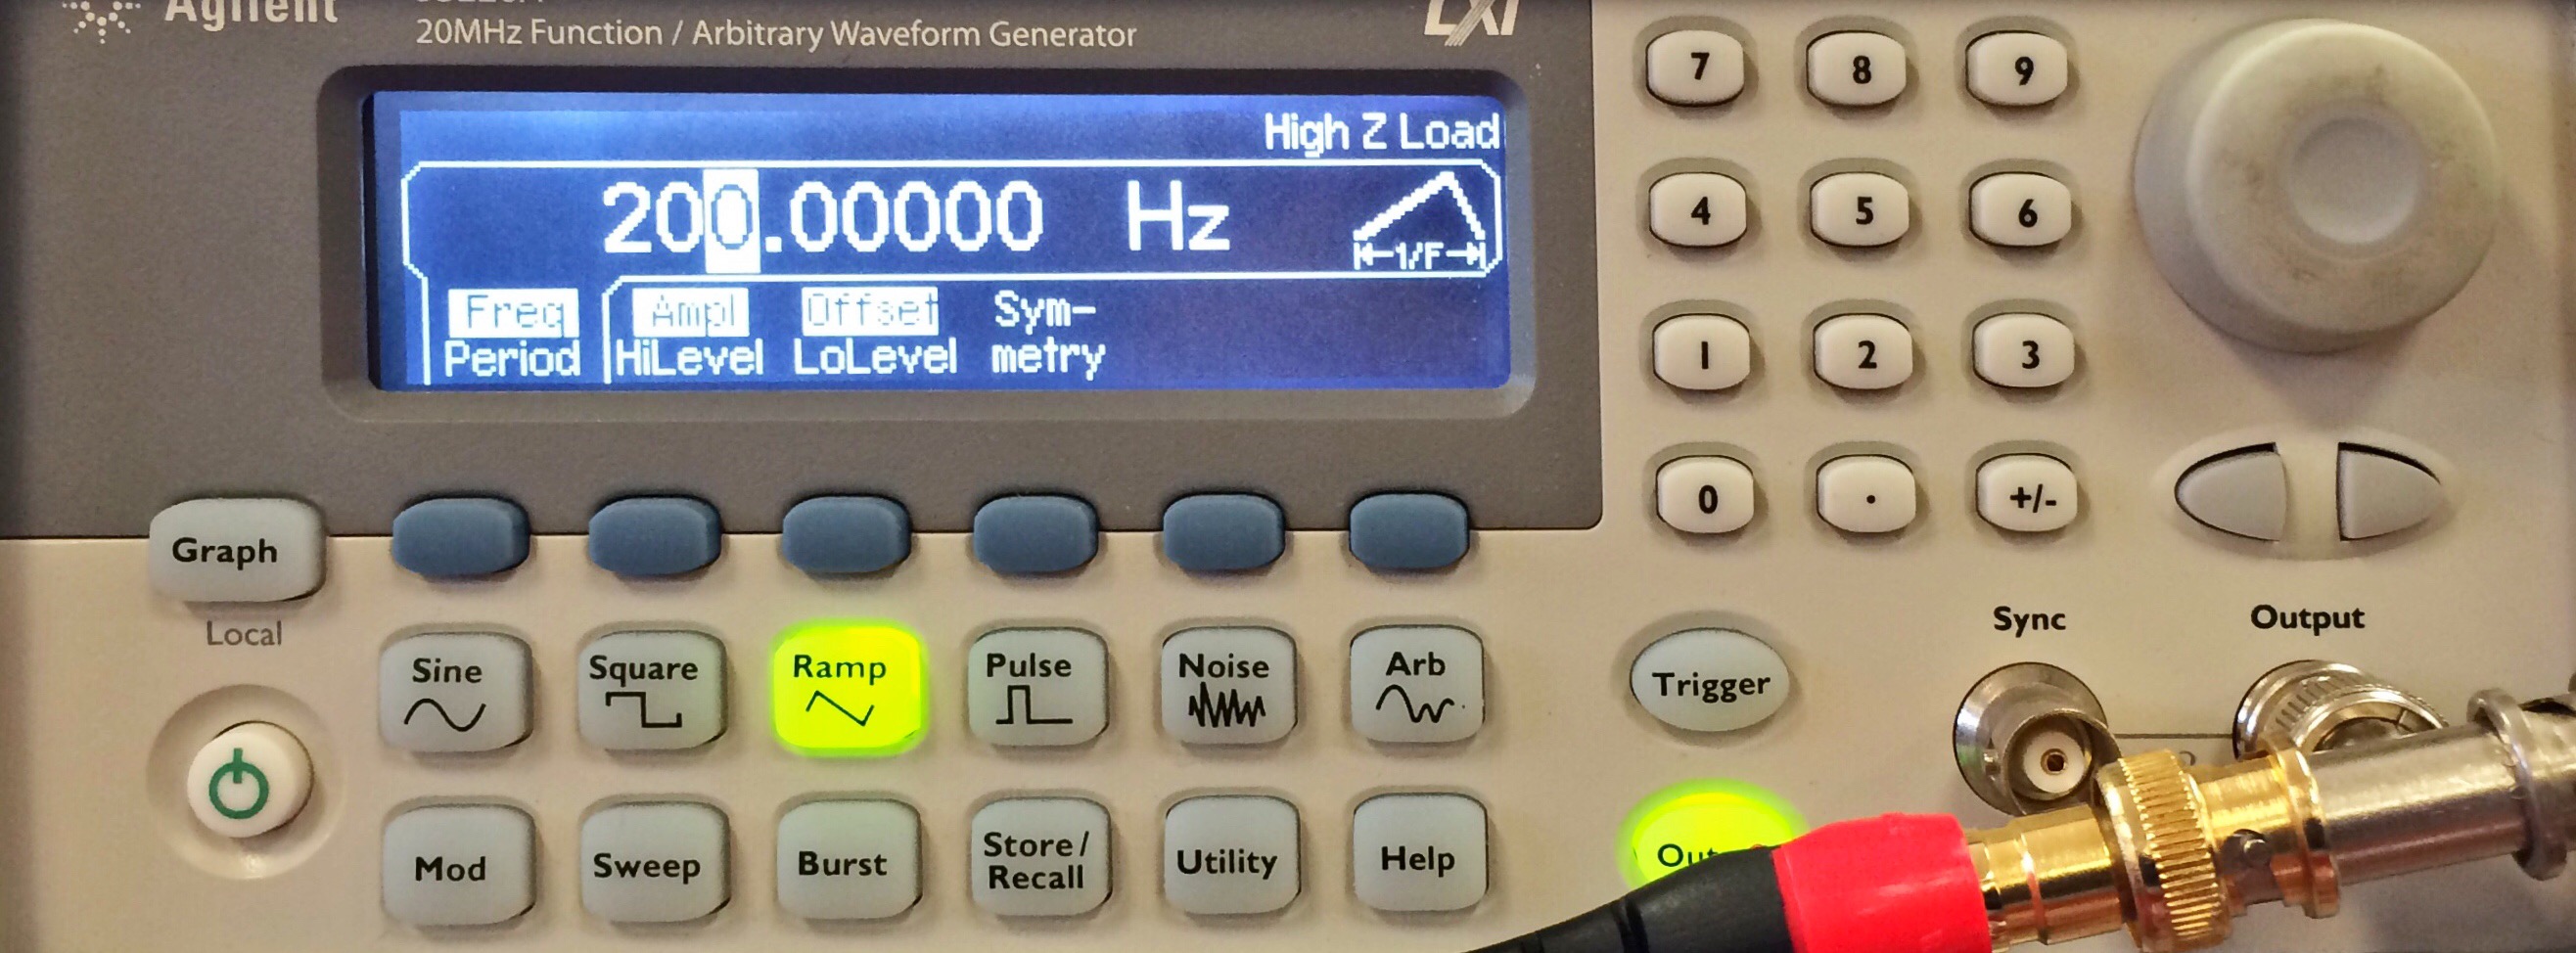 Agilent
20MHz Function / Arbitrary Waveform Generator
LXI
High Z Load
200.00000 Hz
1/F
Freq Ampl Offset Sym-
Period HiLevel LoLevel metry
7 8 9
4 5 6
1 2 3
0 . +/-
Graph
Local
Sine Square Ramp Pulse Noise Arb
Trigger
Sync Output
Mod Sweep Burst Store/
Recall
Utility Help